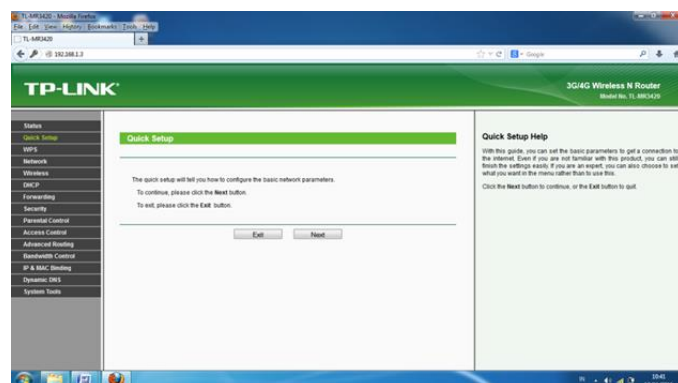 TL-MR3420 - Mozilla Firefox
File Edit View History Bookmarks Tools Help
TL-MR3420
192.168.1.3
Google
TP-LINK
3G/4G Wireless N Router
Model No. TL-MR3420
Status
Quick Setup
WPS
Network
Wireless
DHCP
Forwarding
Security
Parental Control
Access Control
Advanced Routing
Bandwidth Control
IP & MAC Binding
Dynamic DNS
System Tools
Quick Setup
The quick setup will tell you how to configure the basic network parameters.
To continue, please click the Next button.
To exit, please click the Exit button.
Exit Next
Quick Setup Help
With this guide, you can set the basic parameters to get a connection to
the internet. Even if you are not familiar with this product, you can still
finish the settings easily. If you are an expert, you can also choose to set
what you want in the menu rather than to use this.
Click the Next button to continue, or the Exit button to quit.
10:41